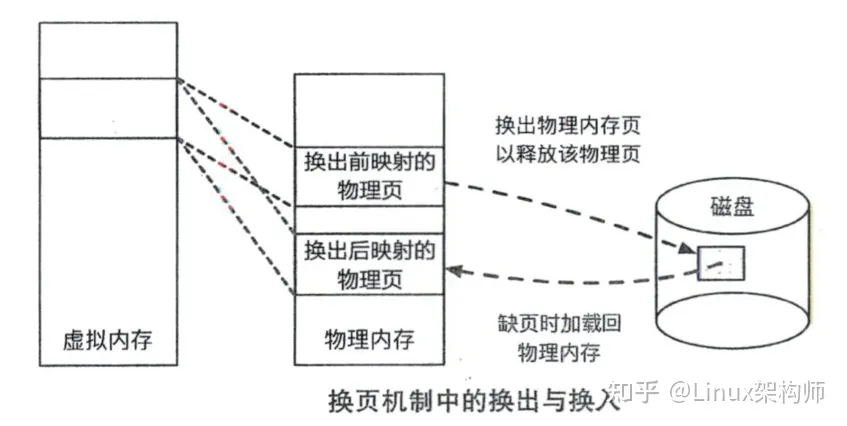 换出物理内存页
以释放该物理页
换出前映射的
物理页
磁盘
换出后映射的
物理页
缺页时加载回
物理内存
虚拟内存
物理内存
换页机制中的换出与换入
知乎 @Linux架构师